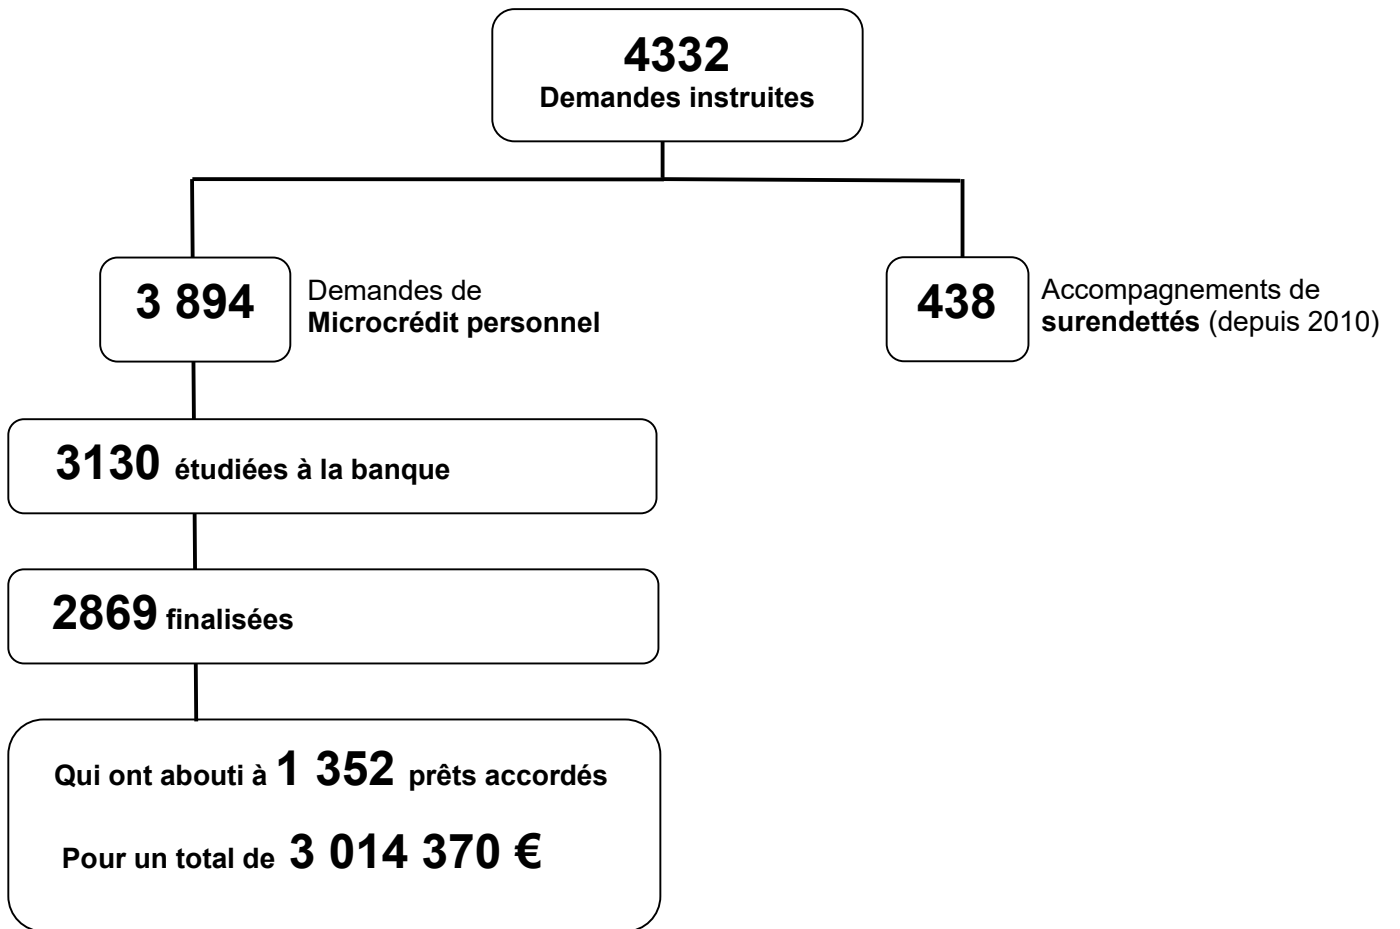 4332
Demandes instruites
3 894
Demandes de
Microcrédit personnel
438
Accompagnements de
surendettés (depuis 2010)
3130 étudiées à la banque
2869 finalisées
Qui ont abouti à 1 352 prêts accordés
Pour un total de 3 014 370 €